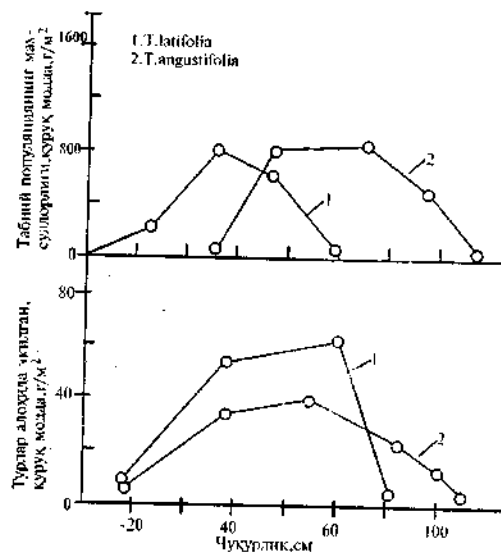 1600
1.T.latifolia
2.T.angustifolia
800
0
1
2
Табиий популяциянинг мах-
сулдорлиги, қуруқ модда, г/м²
80
40
0
1
2
Турлар алоҳида экилган,
қуруқ модда, г/м²
-20 40 60 100
Чуқурлик,см